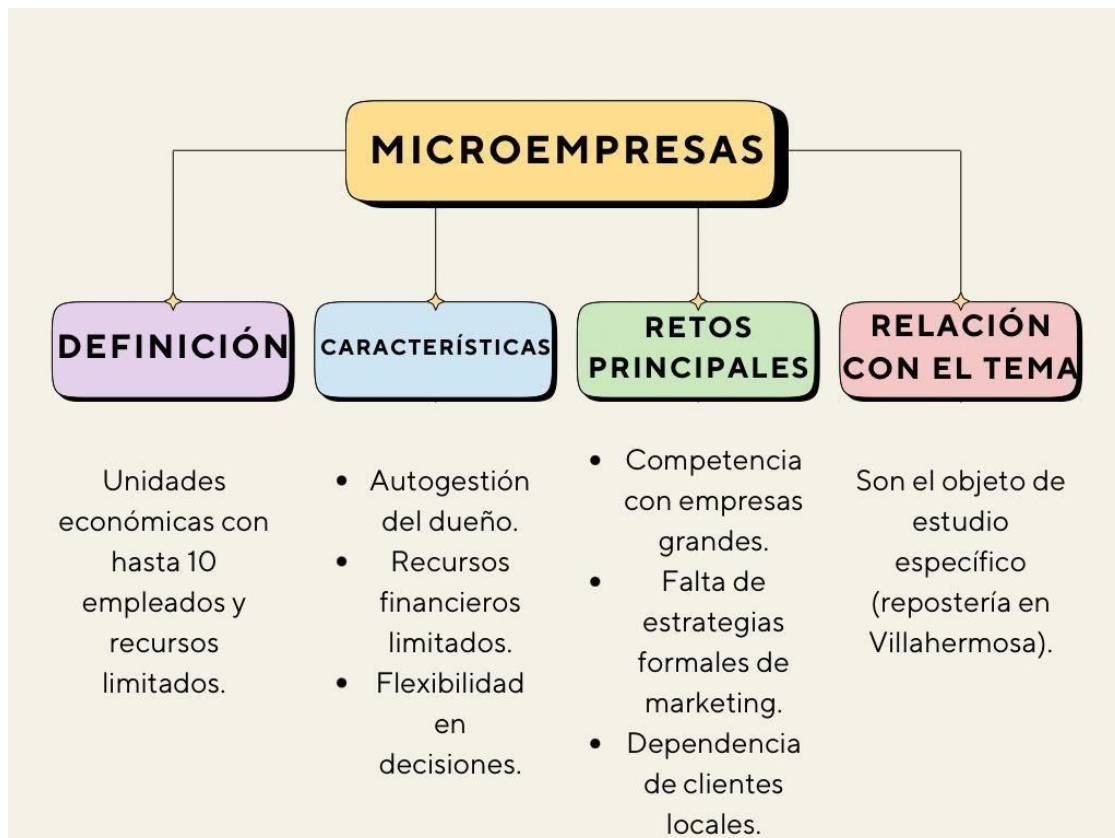 MICROEMPRESAS
DEFINICIÓN
Unidades
económicas con
hasta 10
empleados y
recursos
limitados.
CARACTERÍSTICAS
• Autogestión
del dueño.
• Recursos
financieros
limitados.
• Flexibilidad
en
decisiones.
RETOS
PRINCIPALES
• Competencia
con empresas
grandes.
• Falta de
estrategias
formales de
marketing.
• Dependencia
de clientes
locales.
RELACIÓN
CON EL TEMA
Son el objeto de
estudio
específico
(repostería en
Villahermosa).